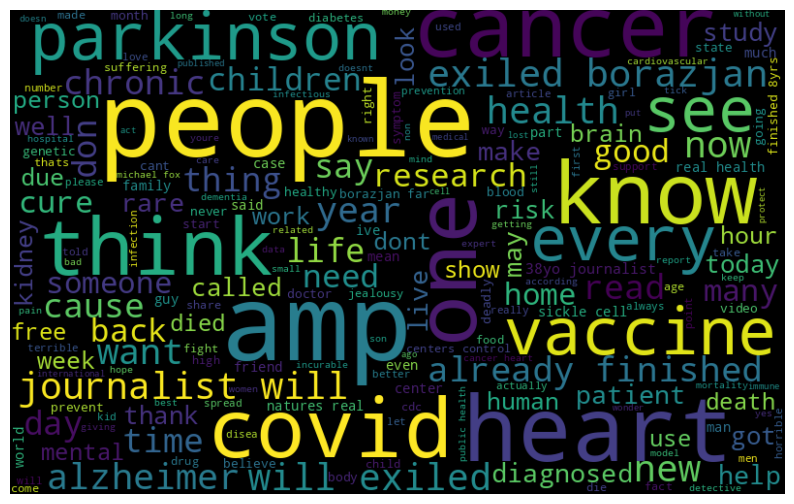 doesn made month long diabetes vote love money used published without
parkinson cancer
look study state much cardiovascular
suffering number chronic children infectious doesnt prevention article girl tick
exiled borazjan
person people right symptom health see finished 8yrs
well don act youre way part brain put going
hospital thats known non medical lost good now
genetic cant care case say make real health
due please michael fox thing research mind first
cure rare family dementia healthy borazjan far cell blood still know
never said work year risk support protect
infection start ive dont getting may hour
think related one every
told bad data life mean expert take today
kidney someone small need show 38yo journalist report keep
pain cause called doctor live deadly home read many
guy jealousy really sickle cell according age video
free back died share amp son food always point
terrible want fight ago centers control cancer heart vaccine
week high friend incurable even better
international hope women center already finished
journalist will actually mortality immune
day best spread natures real human patient death
kid prevent cdc covid heart man
thank disea let public health wonder yes use got horrible
world mental time giving drug believe men
will come alzheimer will body child exiled diagnosed model new die fact detective help